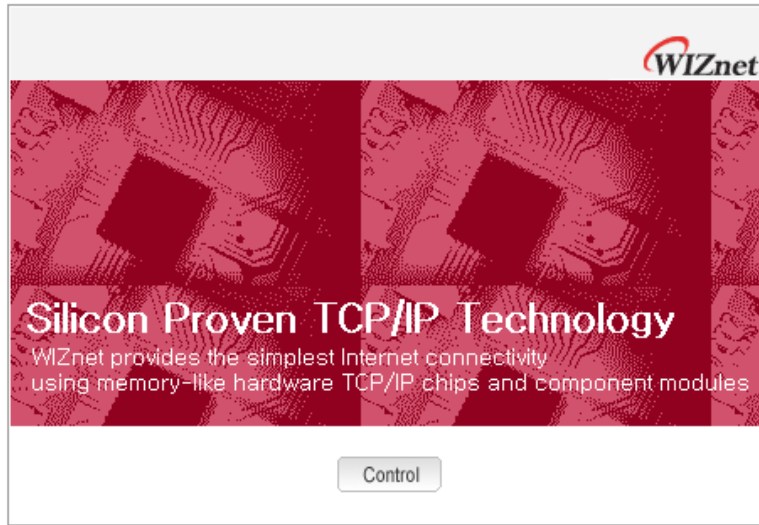 WIZnet
Silicon Proven TCP/IP Technology
WIZnet provides the simplest Internet connectivity
using memory-like hardware TCP/IP chips and component modules
Control